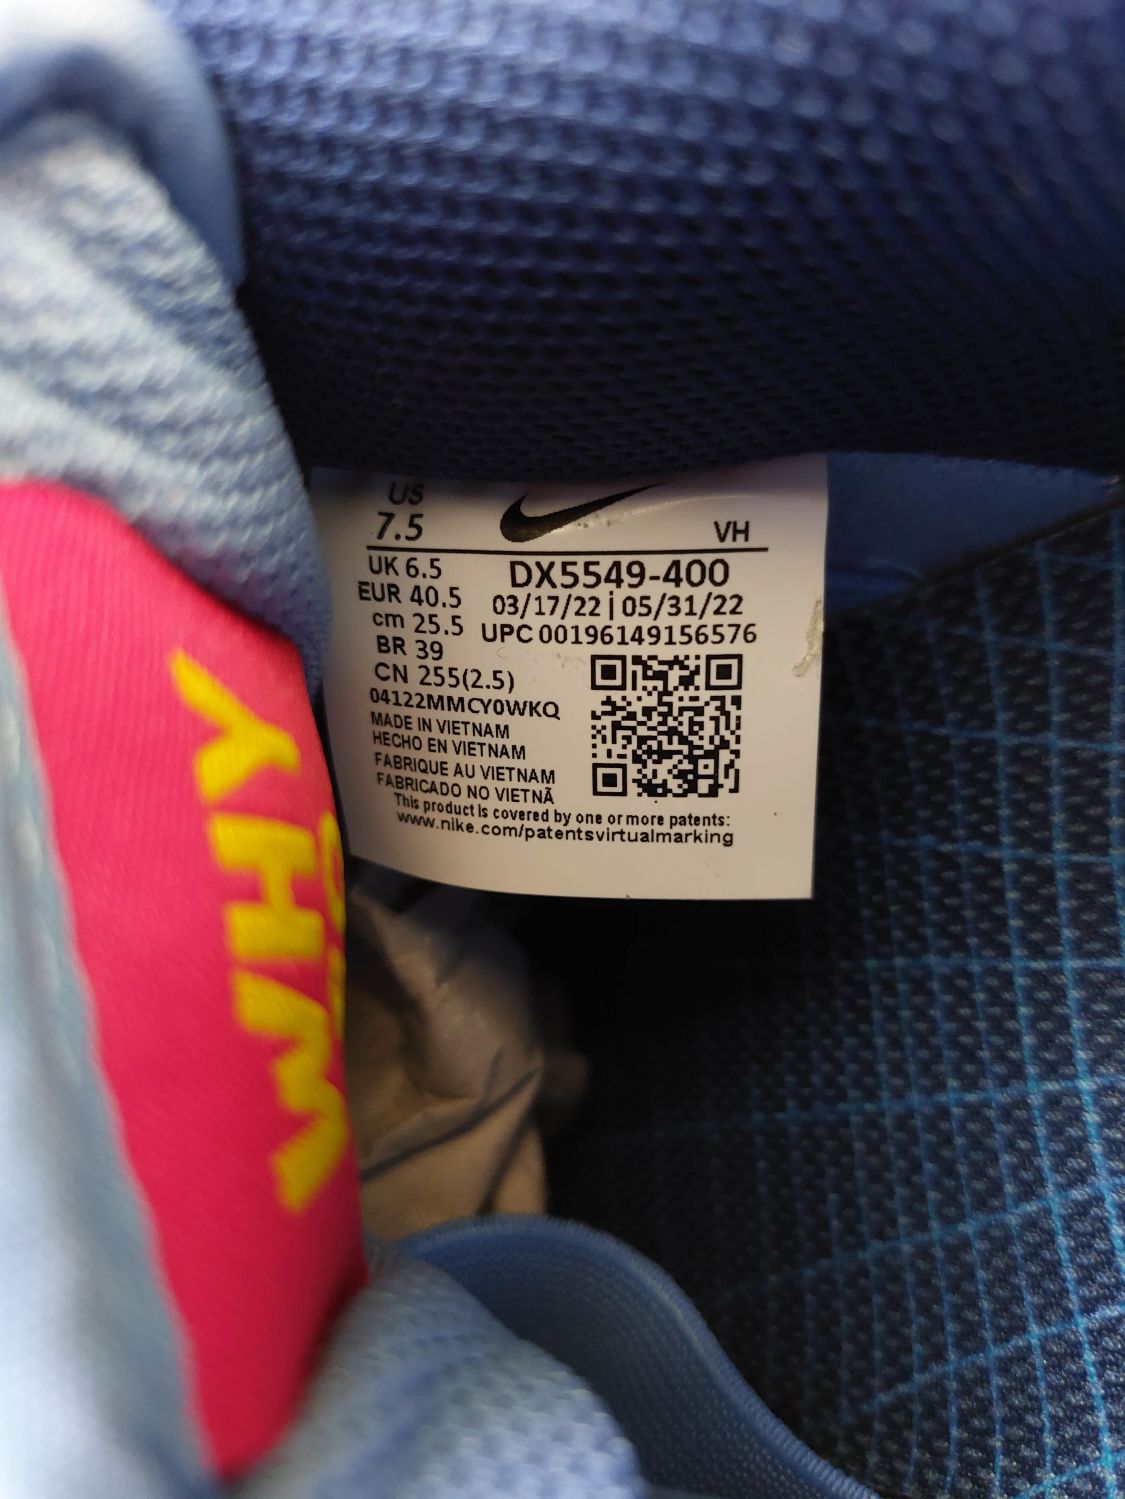 US
7.5
VH
UK 6.5
EUR 40.5
cm 25.5
BR 39
CN 255(2.5)
DX5549-400
03/17/22 | 05/31/22
UPC 00196149156576
04122MMCY0WKQ
MADE IN VIETNAM
HECHO EN VIETNAM
FABRIQUE AU VIETNAM
FABRICADO NO VIETNÃ
This product is covered by one or more patents:
www.nike.com/patentsvirtualmarking
WHY